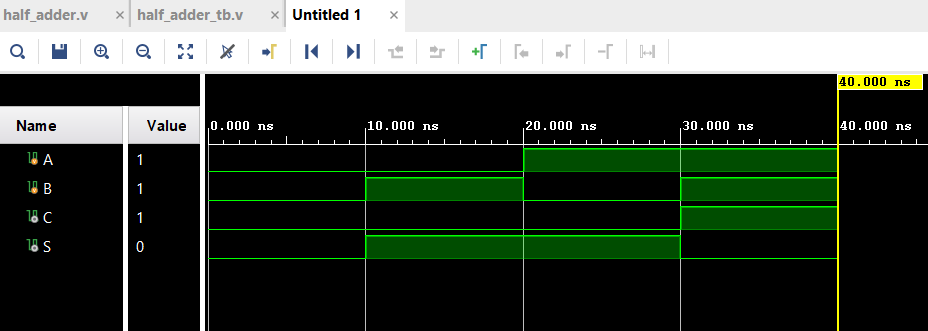 half_adder.v × half_adder_tb.v × Untitled 1 ×
40.000 ns
Name Value 0.000 ns 10.000 ns 20.000 ns 30.000 ns 40.000 ns
A 1
B 1
C 1
S 0